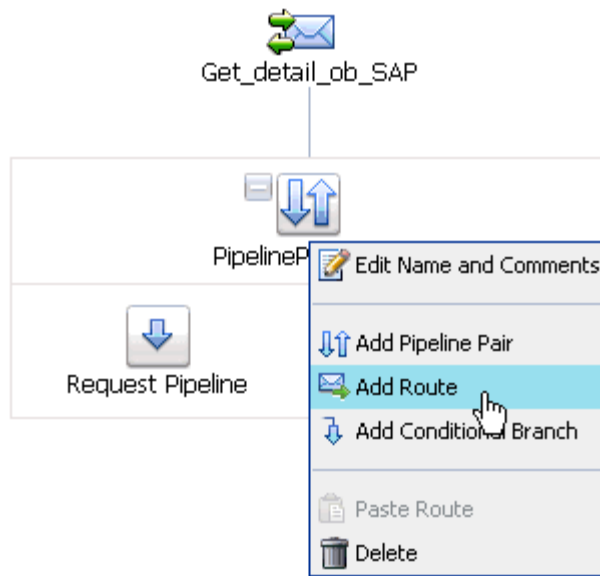 Get_detail_ob_SAP
PipelineP
Edit Name and Comments
Add Pipeline Pair
Request Pipeline
Add Route
Add Conditional Branch
Paste Route
Delete